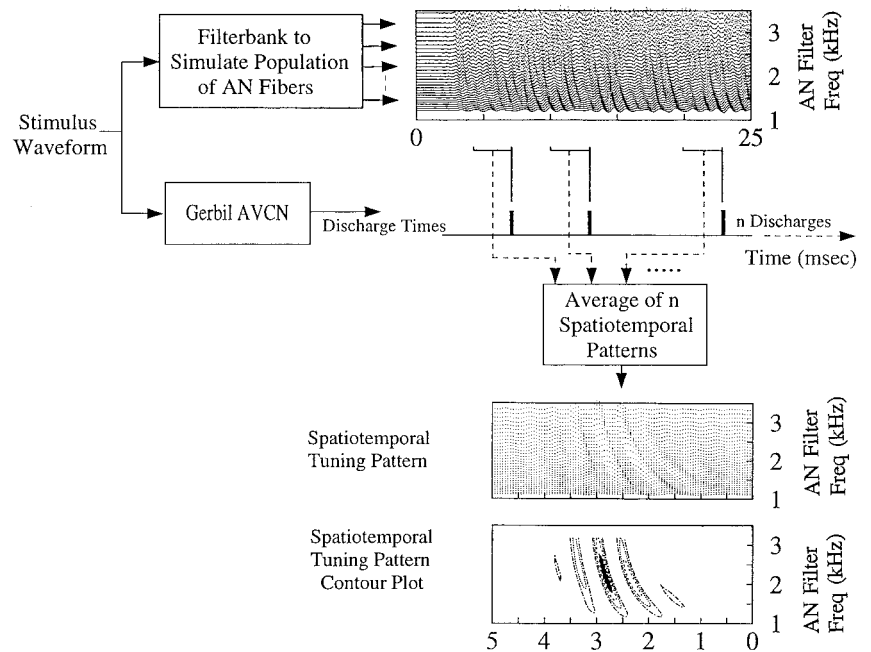 Filterbank to
Simulate Population
of AN Fibers
3
2
1
AN Filter
Freq (kHz)
0
25
Stimulus
Waveform
Gerbil AVCN
Discharge Times
n Discharges
Time (msec)
Average of n
Spatiotemporal
Patterns
Spatiotemporal
Tuning Pattern
3
2
1
AN Filter
Freq (kHz)
Spatiotemporal
Tuning Pattern
Contour Plot
3
2
1
AN Filter
Freq (kHz)
5 4 3 2 1 0